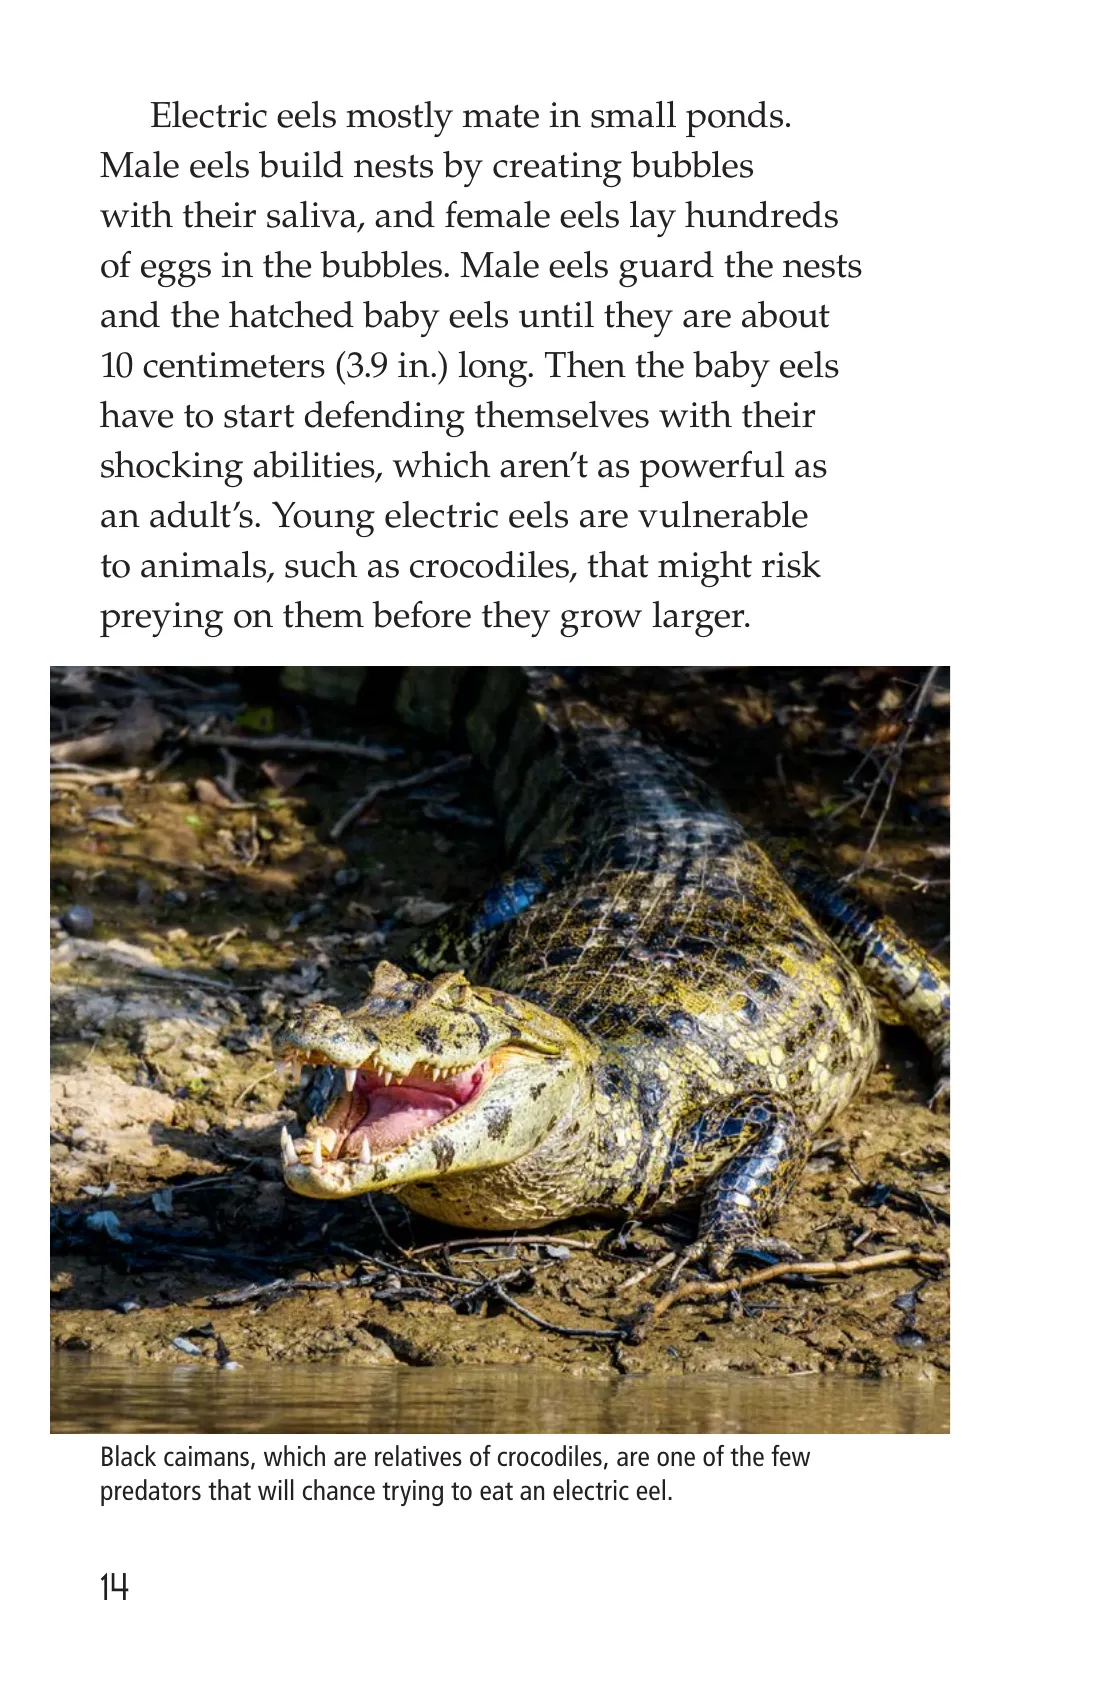 Electric eels mostly mate in small ponds.
Male eels build nests by creating bubbles
with their saliva, and female eels lay hundreds
of eggs in the bubbles. Male eels guard the nests
and the hatched baby eels until they are about
10 centimeters (3.9 in.) long. Then the baby eels
have to start defending themselves with their
shocking abilities, which aren’t as powerful as
an adult’s. Young electric eels are vulnerable
to animals, such as crocodiles, that might risk
preying on them before they grow larger.
Black caimans, which are relatives of crocodiles, are one of the few
predators that will chance trying to eat an electric eel.
14